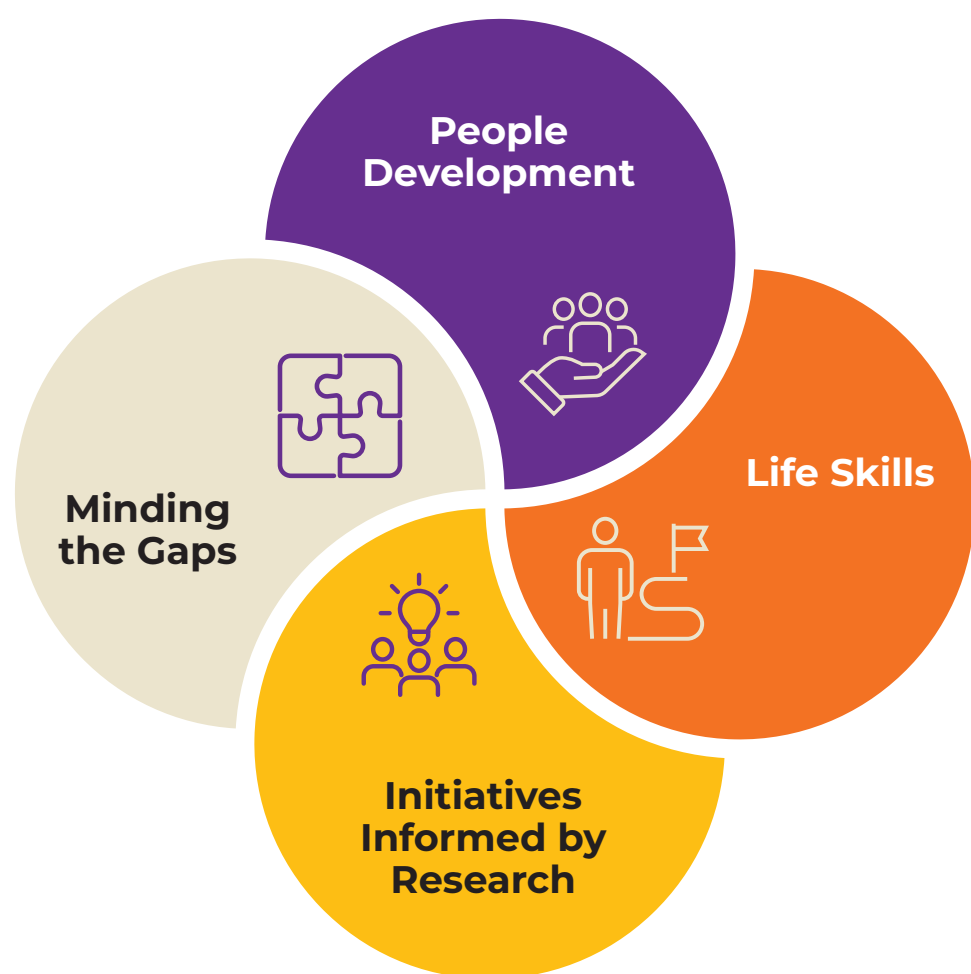 People
Development
Life Skills
Minding
the Gaps
Initiatives
Informed by
Research